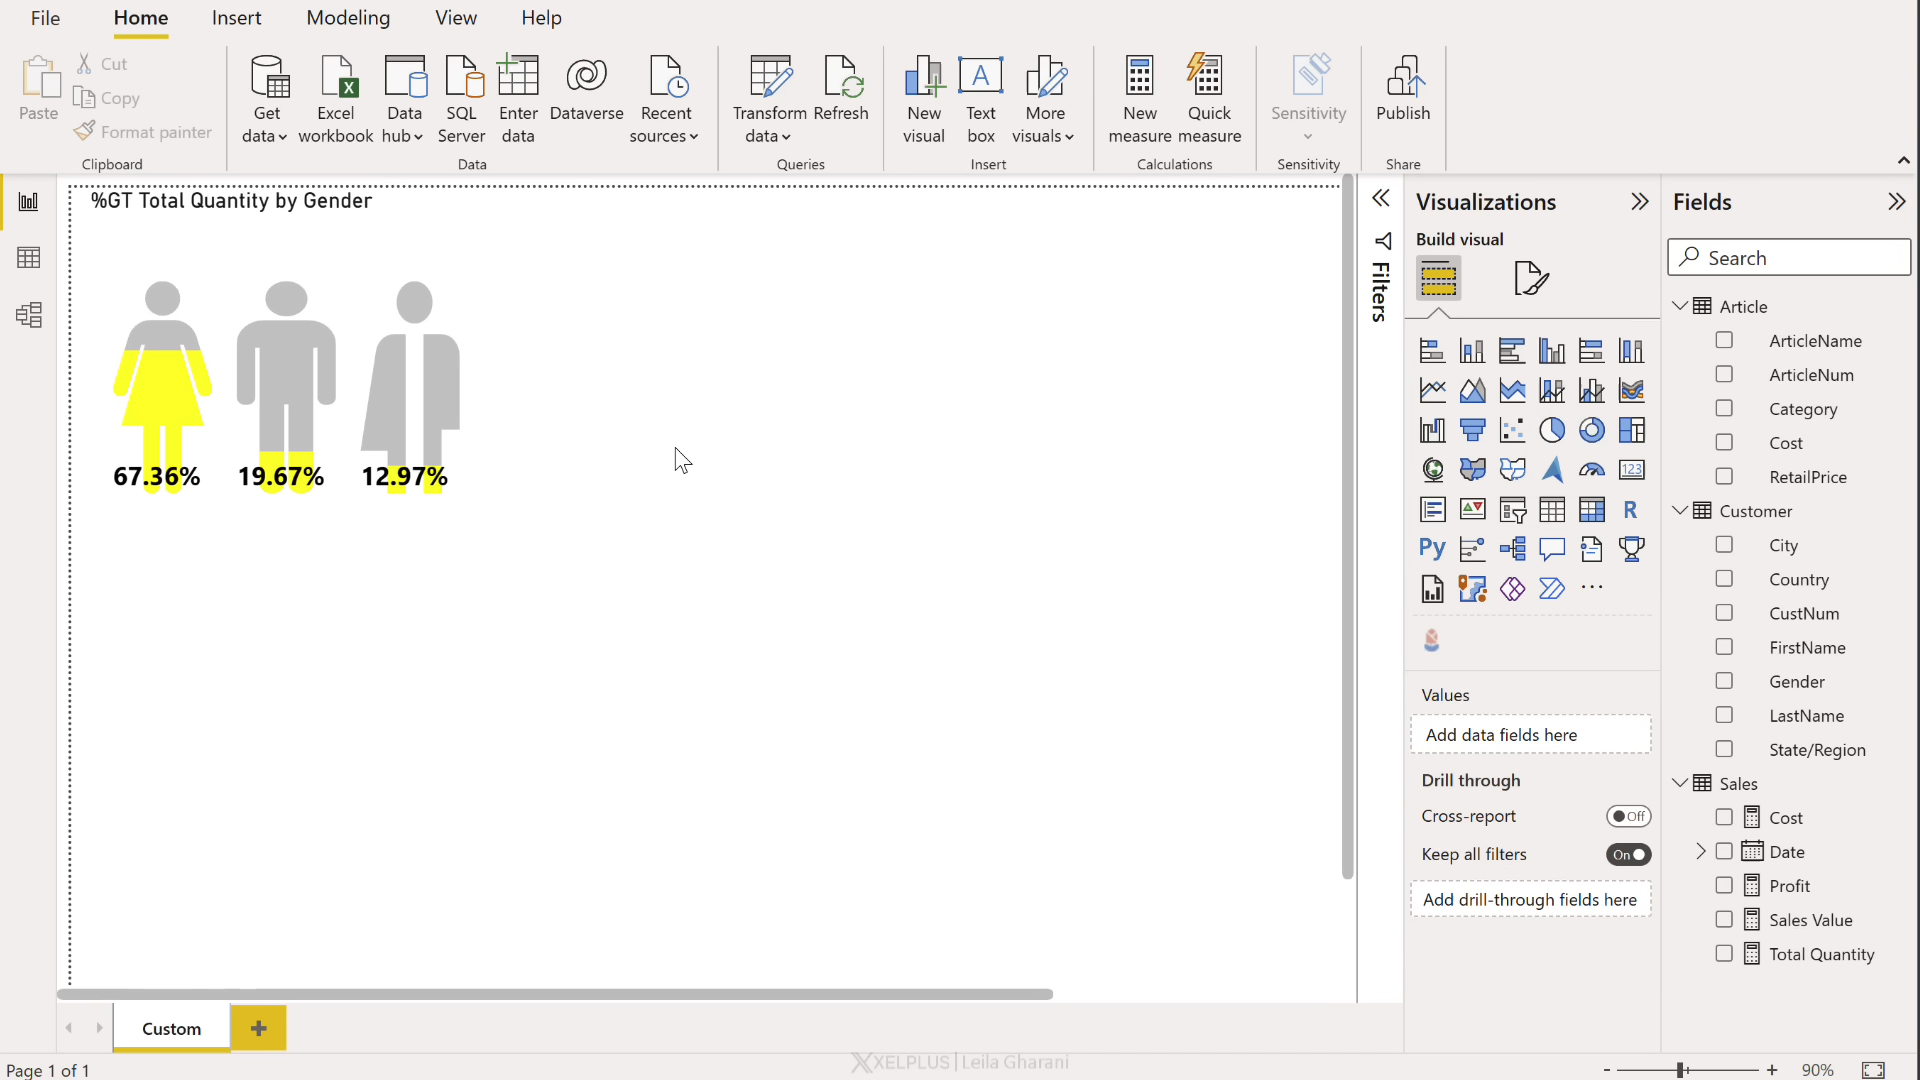 File Home Insert Modeling View Help
Paste
Cut
Copy
Format painter
Clipboard
Get data
Excel workbook
Data hub
SQL Server
Enter data
Dataverse
Recent sources
Data
Transform data
Refresh
Queries
New visual
A
Text box
More visuals
Insert
New measure
Quick measure
Calculations
Sensitivity
Sensitivity
Publish
Share
%GT Total Quantity by Gender
67.36% 19.67% 12.97%
Filters
Visualizations
Build visual
123
R
Py
Values
Add data fields here
Drill through
Cross-report Off
Keep all filters On
Add drill-through fields here
Fields
Search
Article
ArticleName
ArticleNum
Category
Cost
RetailPrice
Customer
City
Country
CustNum
FirstName
Gender
LastName
State/Region
Sales
Cost
Date
Profit
Sales Value
Total Quantity
Custom
XELPLUS | Leila Gharani
Page 1 of 1
90%